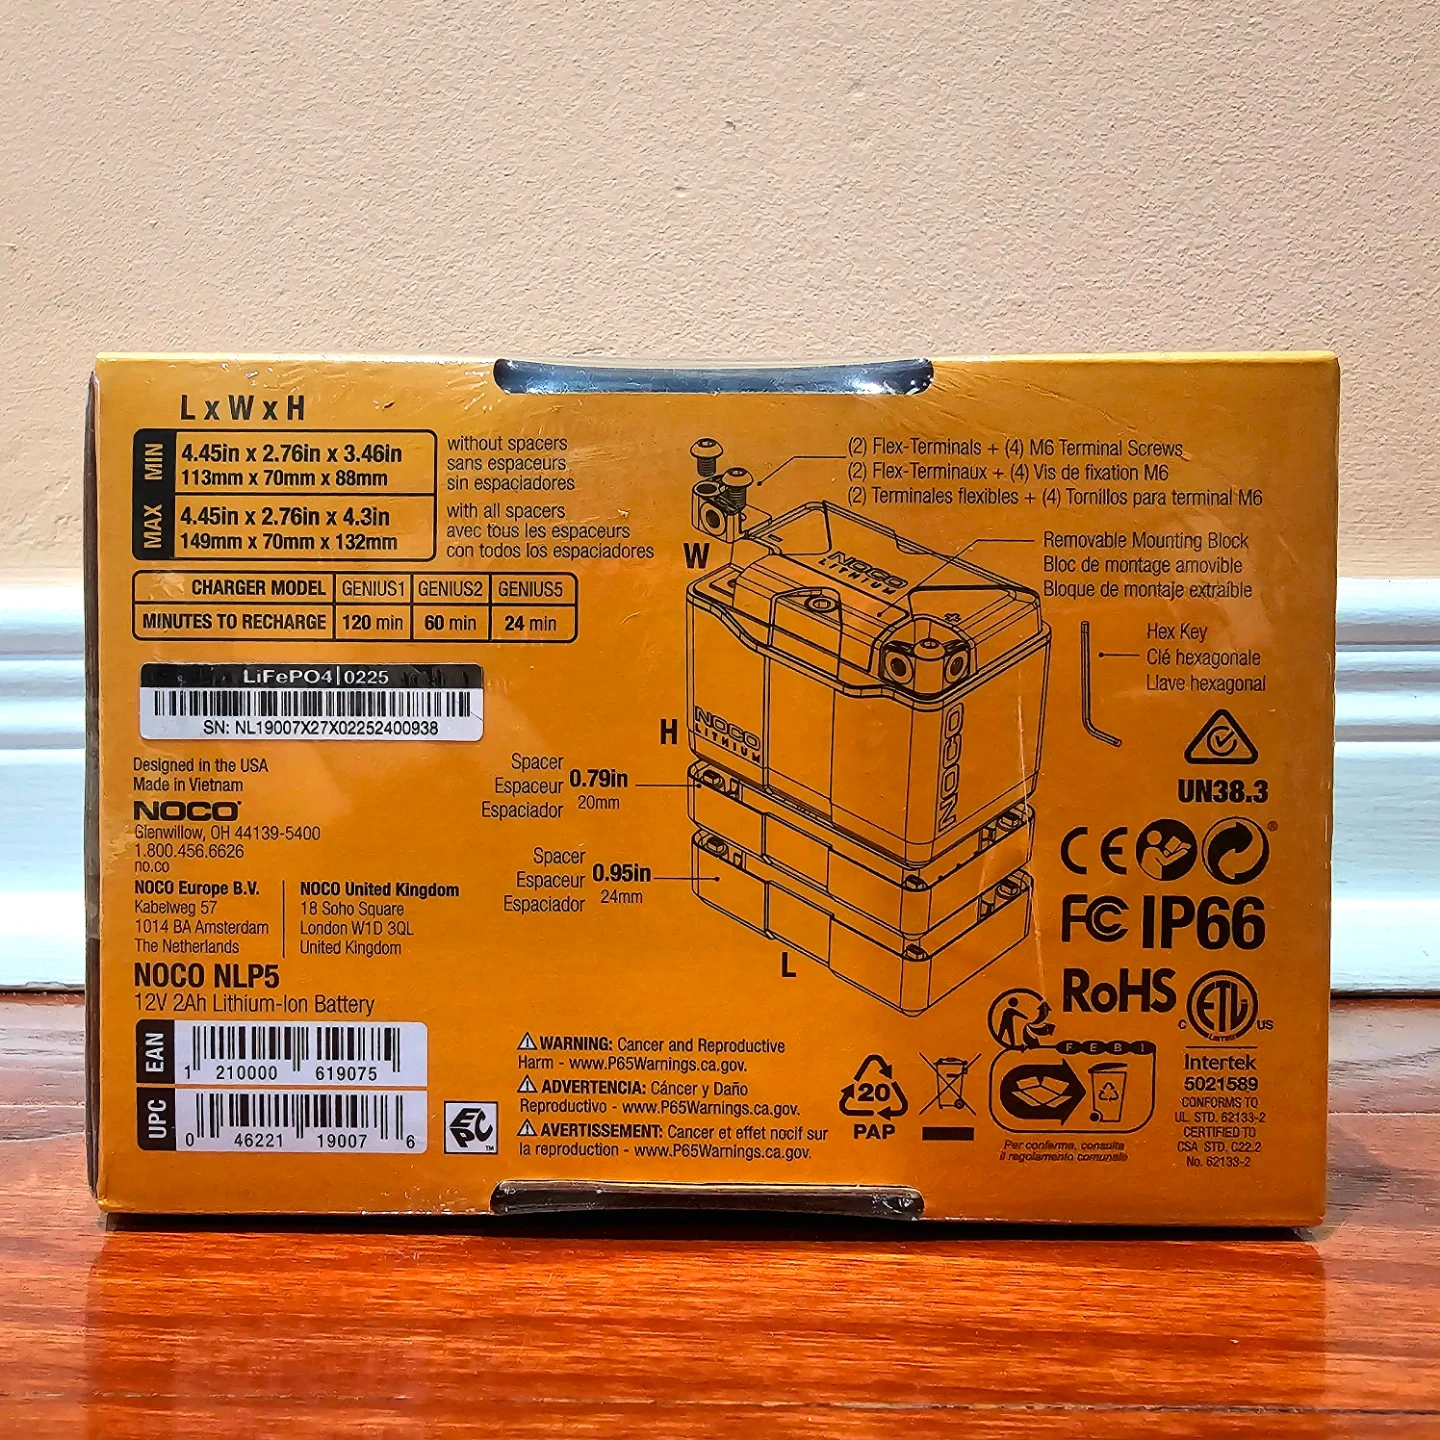 L x W x H
MIN
4.45in x 2.76in x 3.46in
113mm x 70mm x 88mm
without spacers
sans espaceurs
sin espaciadores
MAX
4.45in x 2.76in x 4.3in
149mm x 70mm x 132mm
with all spacers
avec tous les espaceurs
con todos los espaciadores
CHARGER MODEL GENIUS1 GENIUS2 GENIUS5
MINUTES TO RECHARGE 120 min 60 min 24 min
LiFePO4|0225
SN: NL19007X27X02252400938
Designed in the USA
Made in Vietnam
NOCO
Glenwillow, OH 44139-5400
1.800.456.6626
no.co
NOCO Europe B.V.
Kabelweg 57
1014 BA Amsterdam
The Netherlands
NOCO United Kingdom
18 Soho Square
London W1D 3QL
United Kingdom
NOCO NLP5
12V 2Ah Lithium-Ion Battery
EAN
1 210000 619075
UPC
0 46221 19007 6
EPC™
(2) Flex-Terminals + (4) M6 Terminal Screws
(2) Flex-Terminaux + (4) Vis de fixation M6
(2) Terminales flexibles + (4) Tornillos para terminal M6
Removable Mounting Block
Bloc de montage amovible
Bloque de montaje extraíble
Hex Key
Clé hexagonale
Llave hexagonal
W
H
L
NOCO
LITHIUM
NOCO
LITHIUM
NOCO
Spacer
Espaceur
Espaciador
0.79in
20mm
Spacer
Espaceur
Espaciador
0.95in
24mm
⚠ WARNING: Cancer and Reproductive
Harm - www.P65Warnings.ca.gov.
⚠ ADVERTENCIA: Cáncer y Daño
Reproductivo - www.P65Warnings.ca.gov.
⚠ AVERTISSEMENT: Cancer et effet nocif sur
la reproduction - www.P65Warnings.ca.gov.
20
PAP
FEBI
Per conferma, consulta
il regolamento comunale
UN38.3
CE
®
FC IP66
RoHS
ETL
C US
LISTED
Intertek
5021589
CONFORMS TO
UL STD. 62133-2
CERTIFIED TO
CSA STD. C22.2
No. 62133-2